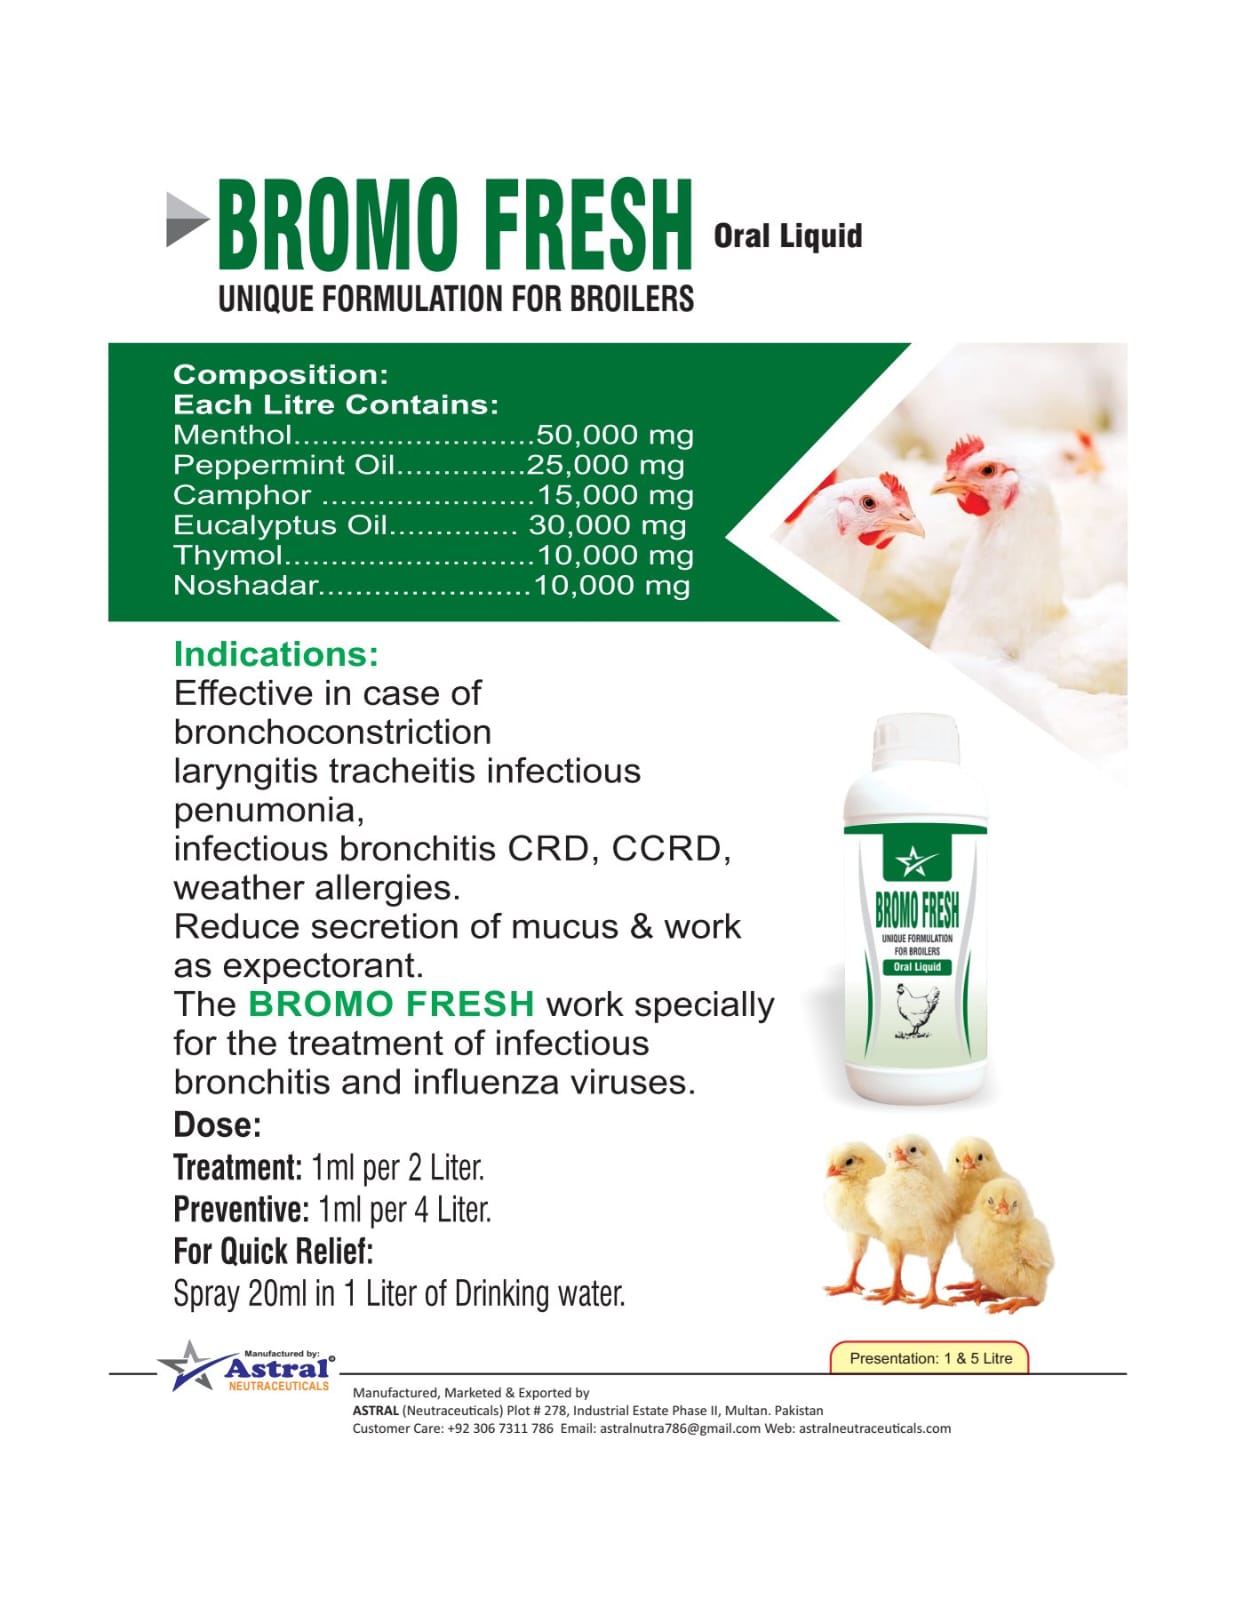 BROMO FRESH Oral Liquid
UNIQUE FORMULATION FOR BROILERS
Composition:
Each Litre Contains:
Menthol..........................50,000 mg
Peppermint Oil..............25,000 mg
Camphor .......................15,000 mg
Eucalyptus Oil.............. 30,000 mg
Thymol...........................10,000 mg
Noshadar.......................10,000 mg
Indications:
Effective in case of
bronchoconstriction
laryngitis tracheitis infectious
penumonia,
infectious bronchitis CRD, CCRD,
weather allergies.
Reduce secretion of mucus & work
as expectorant.
The BROMO FRESH work specially
for the treatment of infectious
bronchitis and influenza viruses.
Dose:
Treatment: 1ml per 2 Liter.
Preventive: 1ml per 4 Liter.
For Quick Relief:
Spray 20ml in 1 Liter of Drinking water.
BROMO FRESH
UNIQUE FORMULATION
FOR BROILERS
Oral Liquid
Manufactured by:
Astral®
NEUTRACEUTICALS
Presentation: 1 & 5 Litre
Manufactured, Marketed & Exported by
ASTRAL (Neutraceuticals) Plot # 278, Industrial Estate Phase II, Multan. Pakistan
Customer Care: +92 306 7311 786 Email: astralnutra786@gmail.com Web: astralneutraceuticals.com